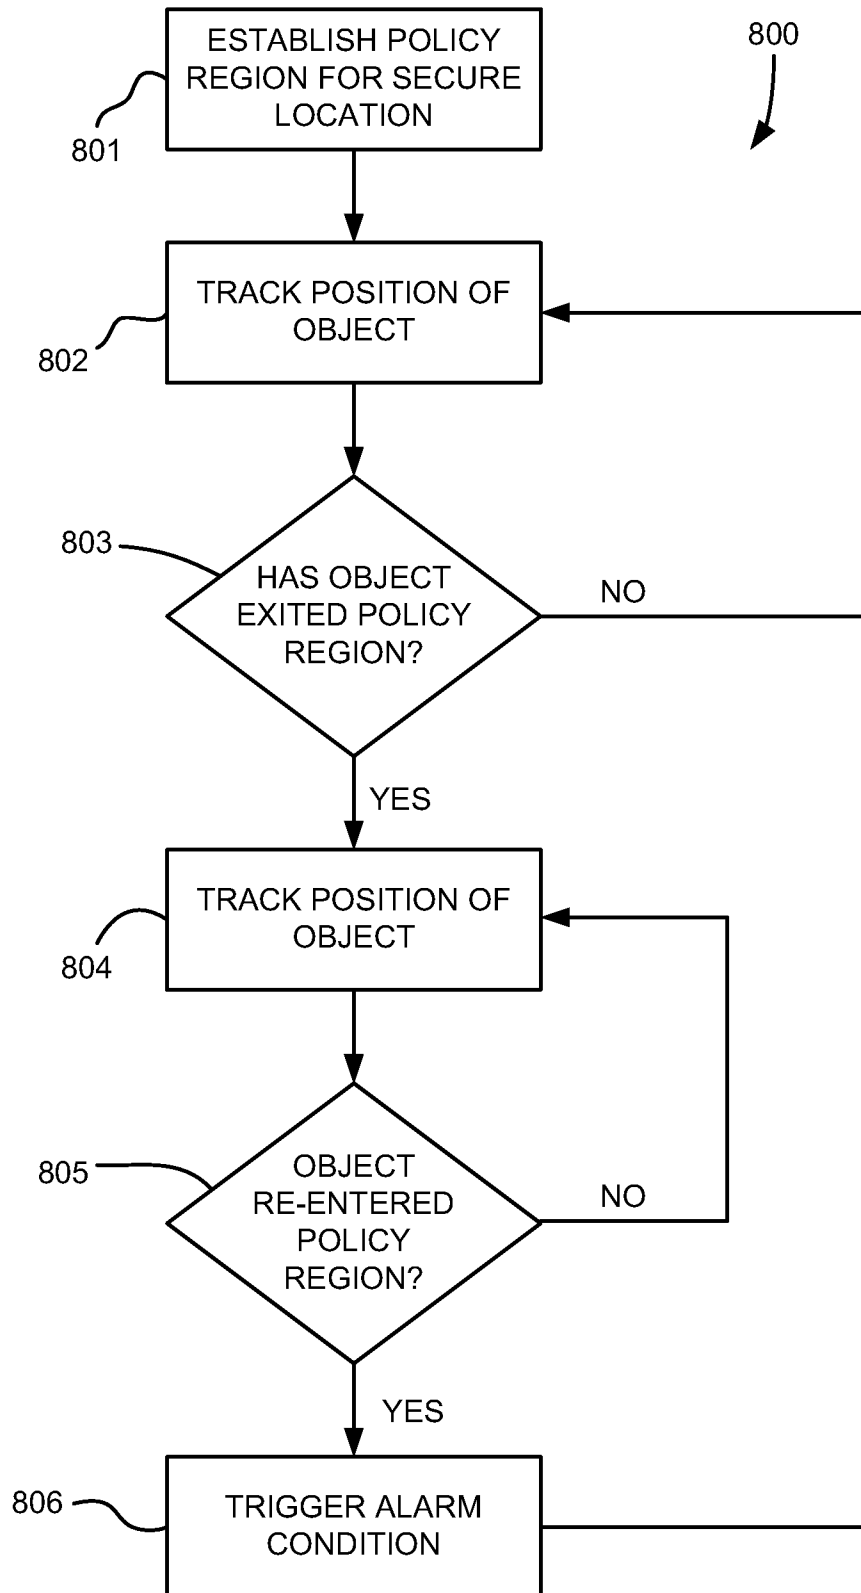 ESTABLISH POLICY
REGION FOR SECURE
LOCATION
800
801
TRACK POSITION OF
OBJECT
802
803
HAS OBJECT
EXITED POLICY
REGION?
NO
YES
TRACK POSITION OF
OBJECT
804
805
OBJECT
RE-ENTERED
POLICY
REGION?
NO
YES
806
TRIGGER ALARM
CONDITION